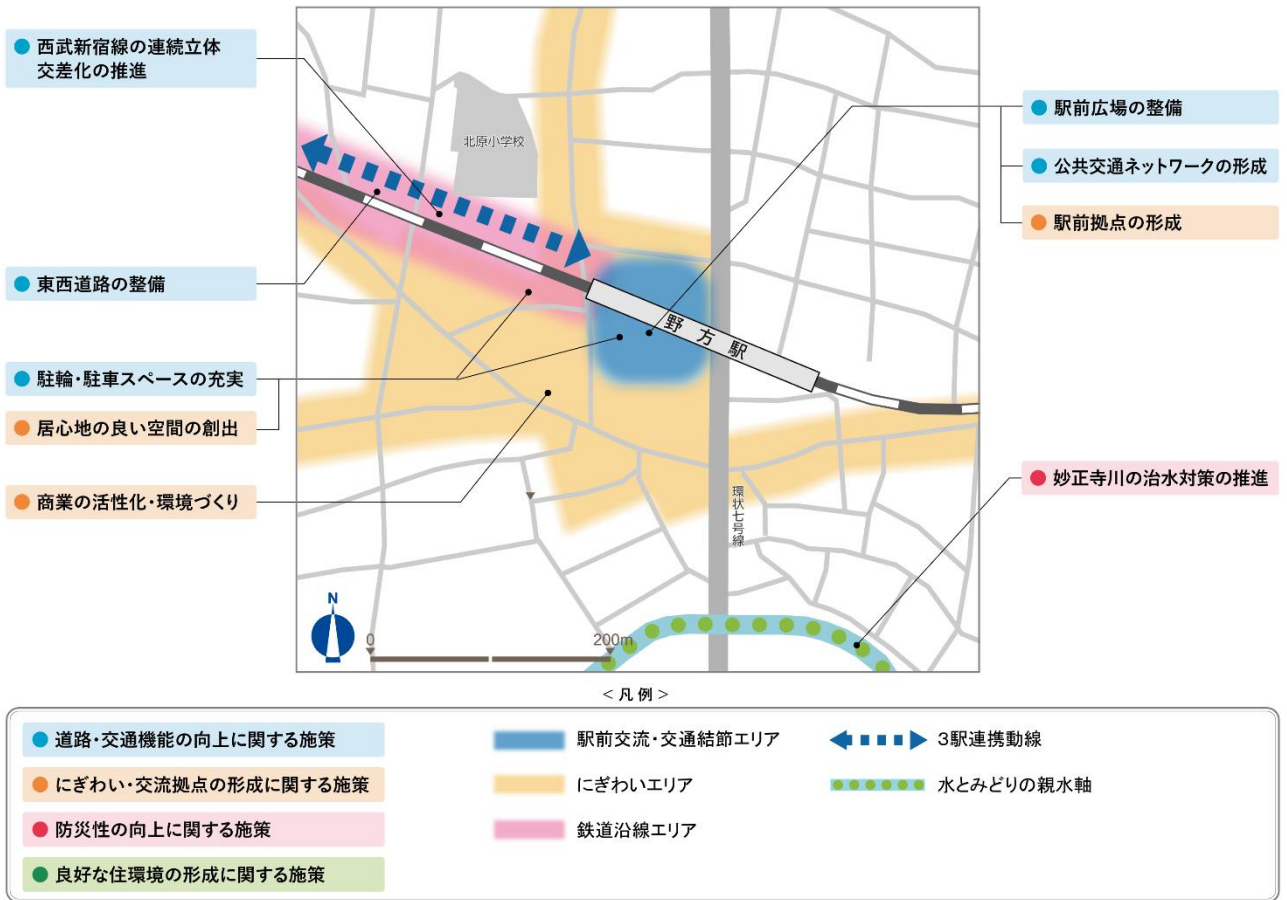 西武新宿線の連続立体
交差化の推進
東西道路の整備
駐輪・駐車スペースの充実
居心地の良い空間の創出
商業の活性化・環境づくり
北原小学校
野方駅
環状七号線
N
0
200m
駅前広場の整備
公共交通ネットワークの形成
駅前拠点の形成
妙正寺川の治水対策の推進
<凡例>
道路・交通機能の向上に関する施策
にぎわい・交流拠点の形成に関する施策
防災性の向上に関する施策
良好な住環境の形成に関する施策
駅前交流・交通結節エリア
にぎわいエリア
鉄道沿線エリア
3駅連携動線
水とみどりの親水軸